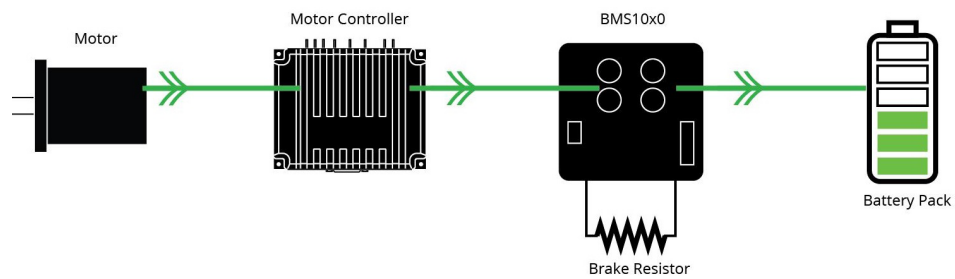 Motor
Motor Controller
BMS10x0
Battery Pack
Brake Resistor